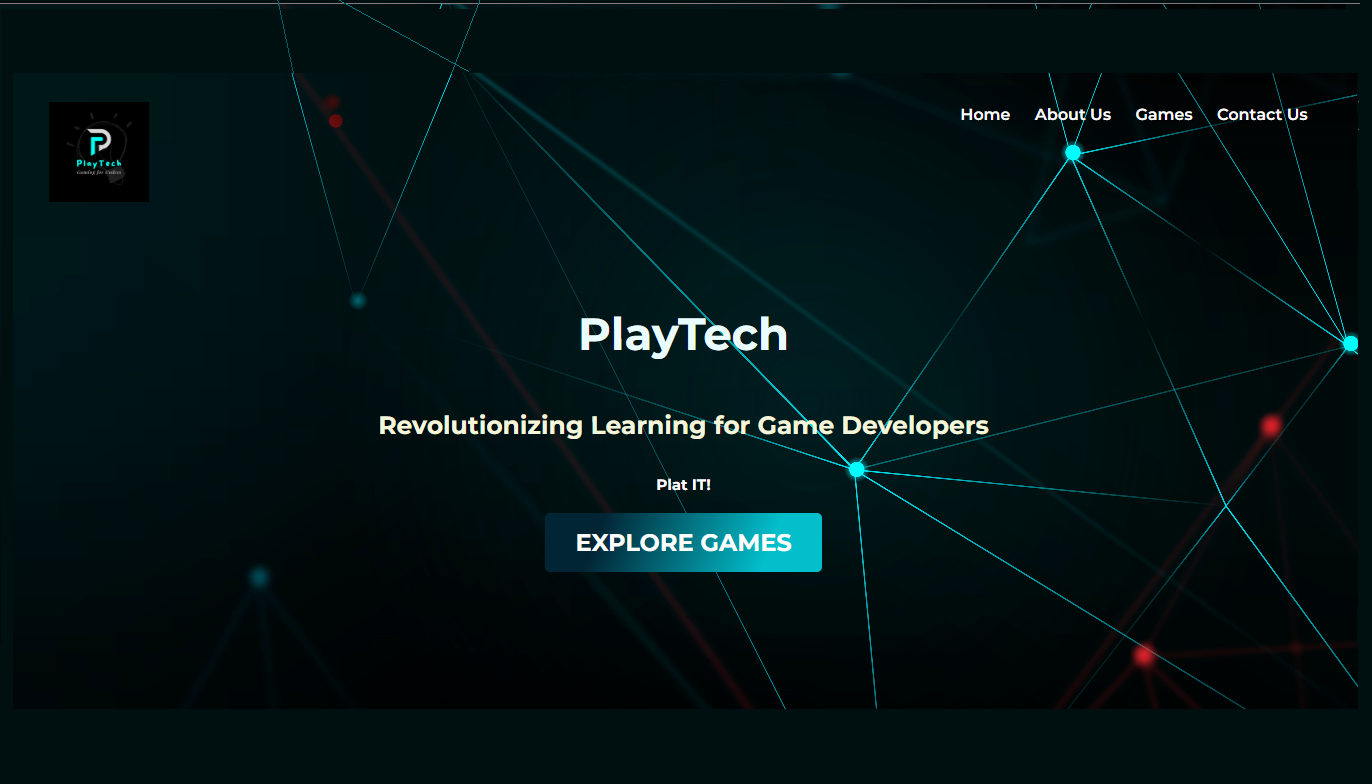 PlayTech
Gaming for Coders
Home About Us Games Contact Us
PlayTech
Revolutionizing Learning for Game Developers
Plat IT!
EXPLORE GAMES